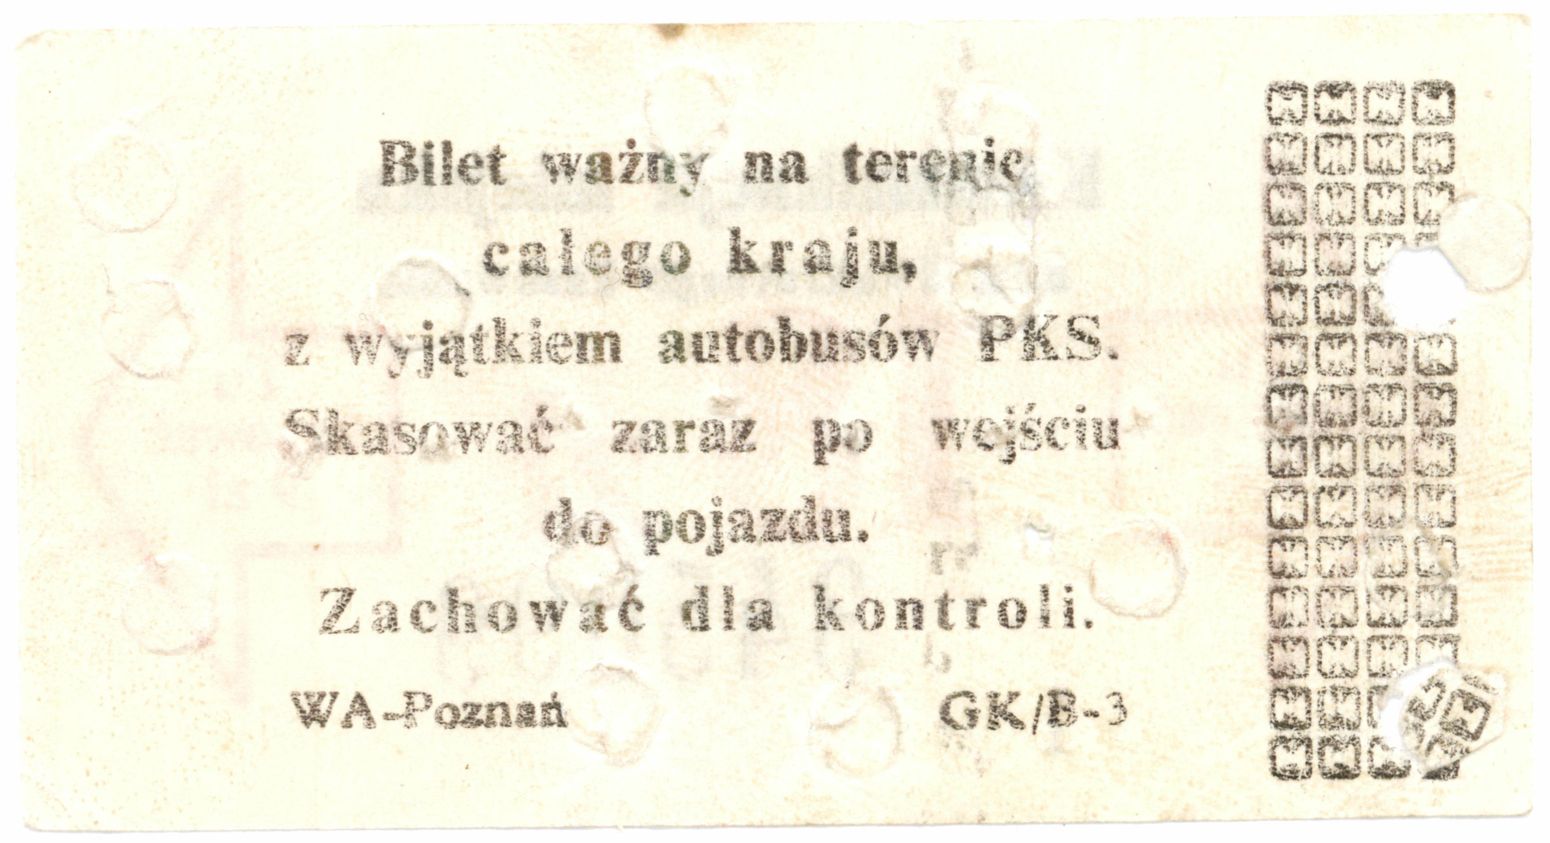 Bilet ważny na terenie
całego kraju,
z wyjątkiem autobusów PKS.
Skasować zaraz po wejściu
do pojazdu.
Zachować dla kontroli.
WA-Poznań GK/B-3